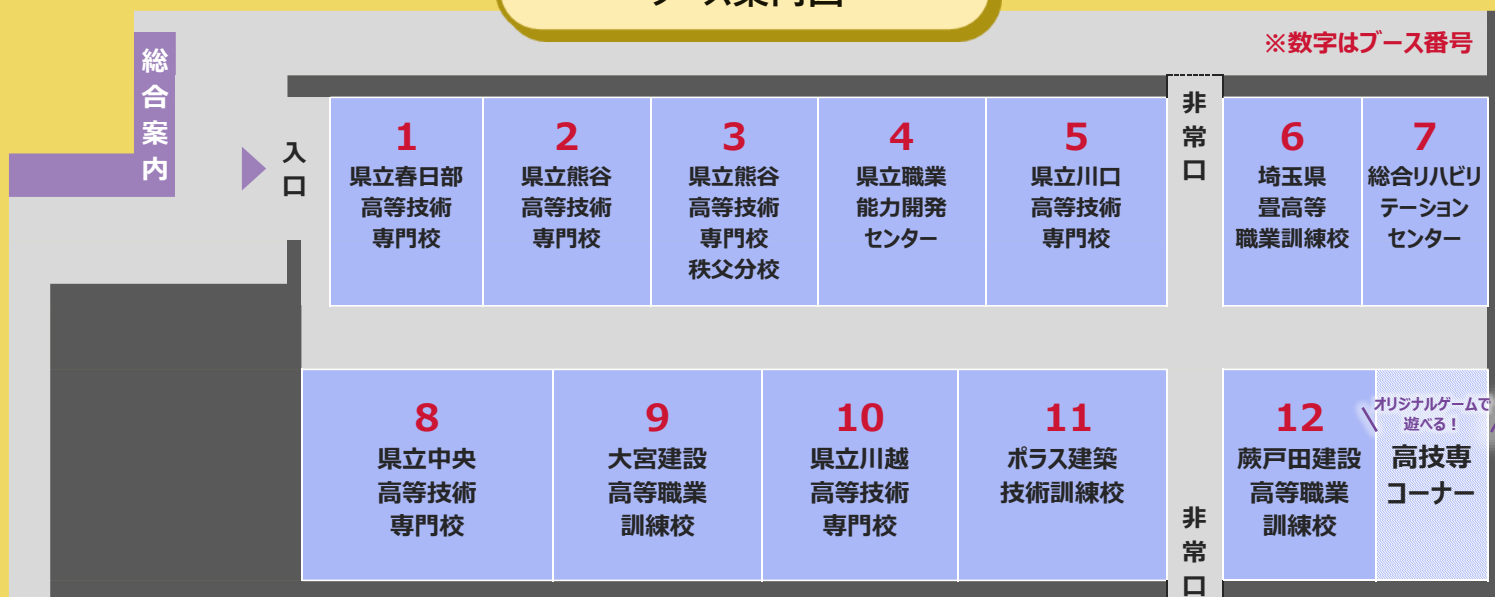 ブース案内図
※数字はブース番号
総合案内
入口
1
県立春日部
高等技術
専門校
2
県立熊谷
高等技術
専門校
3
県立熊谷
高等技術
専門校
秩父分校
4
県立職業
能力開発
センター
5
県立川口
高等技術
専門校
非常口
6
埼玉県
畳高等
職業訓練校
7
総合リハビリ
テーション
センター
8
県立中央
高等技術
専門校
9
大宮建設
高等職業
訓練校
10
県立川越
高等技術
専門校
11
ポラス建築
技術訓練校
非常口
12
蕨戸田建設
高等職業
訓練校
オリジナルゲームで
遊べる！
高技専
コーナー